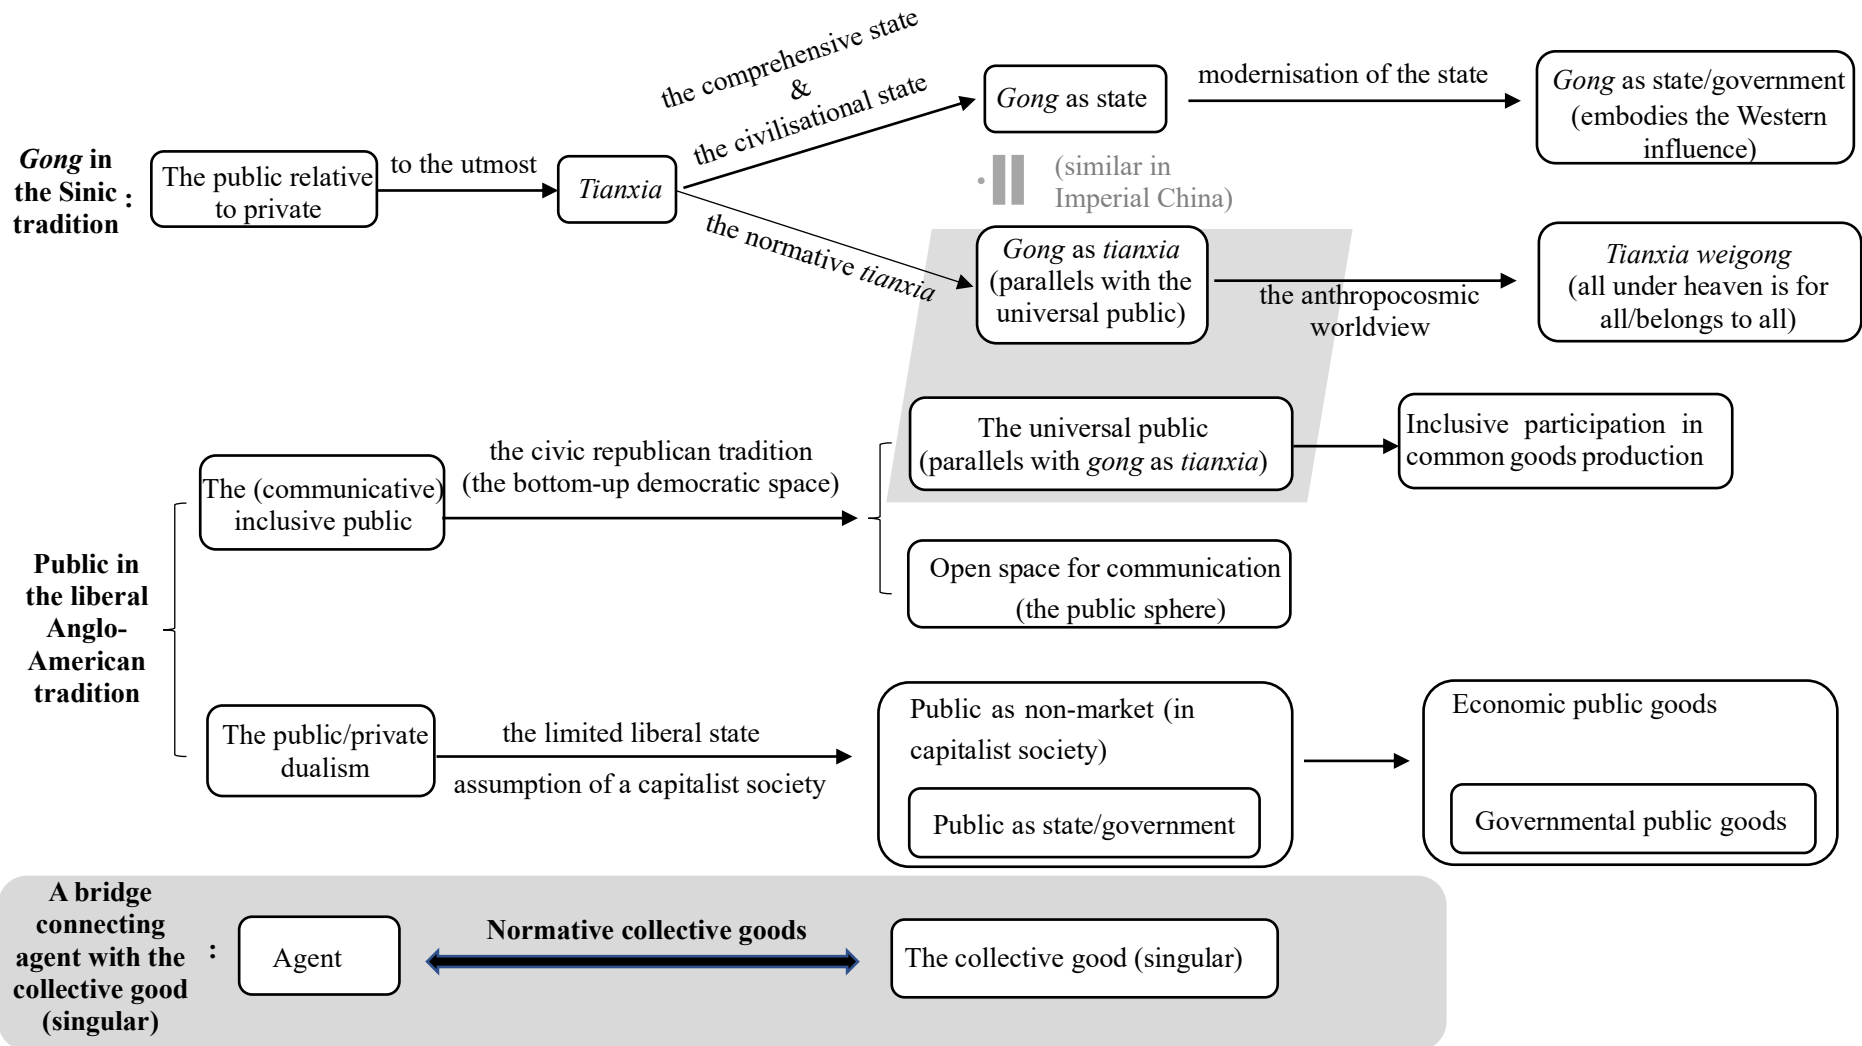 Gong in
the Sinic
tradition
:
The public relative
to private
to the utmost
Tianxia
the comprehensive state
&
the civilisational state
Gong as state
modernisation of the state
Gong as state/government
(embodies the Western
influence)
(similar in
Imperial China)
the normative tianxia
Gong as tianxia
(parallels with the
universal public)
the anthropocosmic
worldview
Tianxia weigong
(all under heaven is for
all/belongs to all)
Public in
the liberal
Anglo-
American
tradition
The (communicative)
inclusive public
the civic republican tradition
(the bottom-up democratic space)
The universal public
(parallels with gong as tianxia)
Inclusive participation in
common goods production
Open space for communication
(the public sphere)
The public/private
dualism
the limited liberal state
assumption of a capitalist society
Public as non-market (in
capitalist society)
Public as state/government
Economic public goods
Governmental public goods
A bridge
connecting
agent with the
collective good
(singular)
:
Agent
Normative collective goods
The collective good (singular)